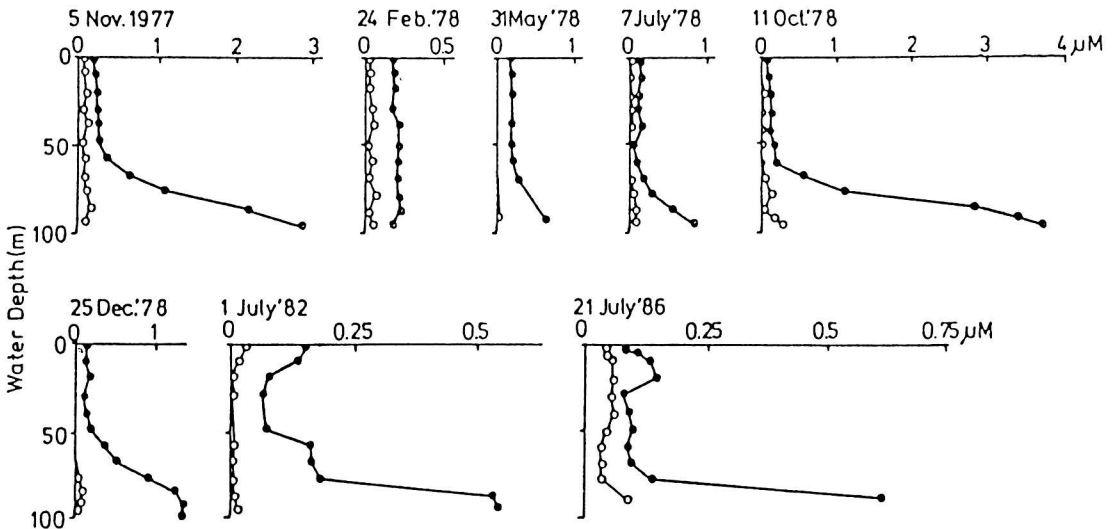 5 Nov. 1977 24 Feb.'78 31 May '78 7 July '78 11 Oct.'78
0 1 2 3 0 0.5 0 1 0 1 0 1 2 3 4 µM
0
50
100
Water Depth (m)
25 Dec.'78 1 July '82 21 July '86
0 1 0 0.25 0.5 0 0.25 0.5 0.75 µM
0
50
100